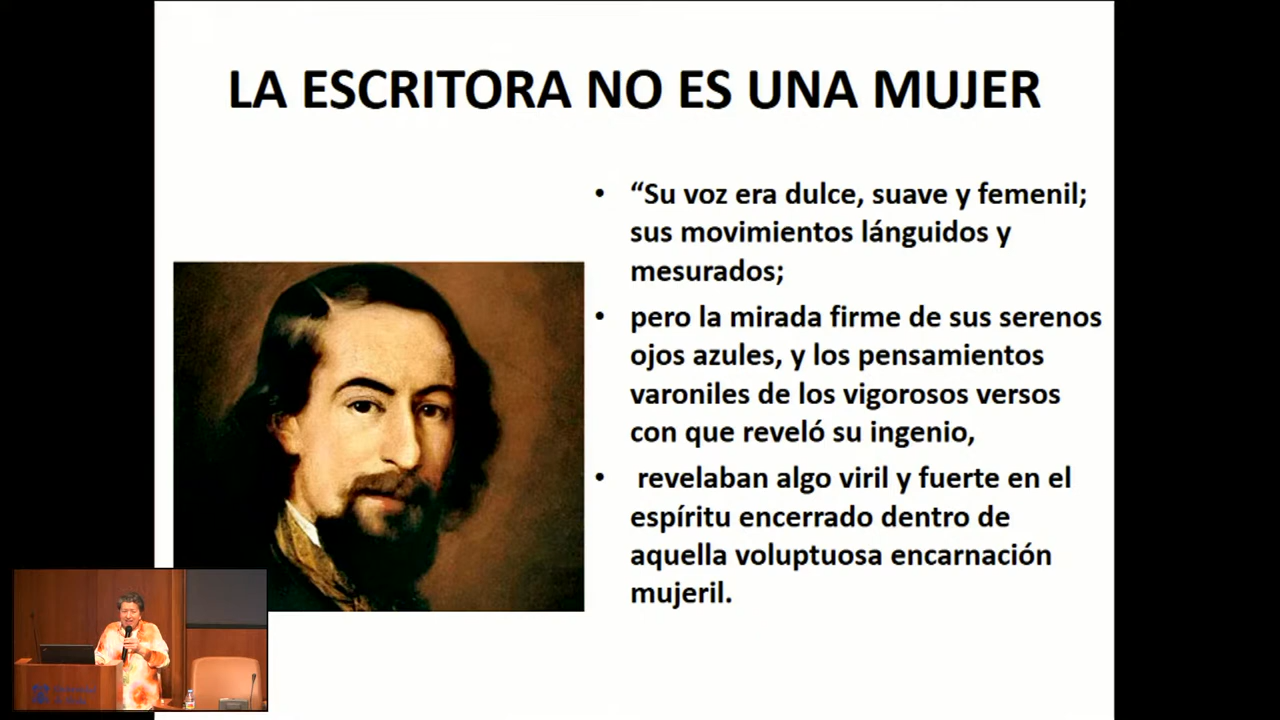 LA ESCRITORA NO ES UNA MUJER
• “Su voz era dulce, suave y femenil;
sus movimientos lánguidos y
mesurados;
• pero la mirada firme de sus serenos
ojos azules, y los pensamientos
varoniles de los vigorosos versos
con que reveló su ingenio,
• revelaban algo viril y fuerte en el
espíritu encerrado dentro de
aquella voluptuosa encarnación
mujeril.